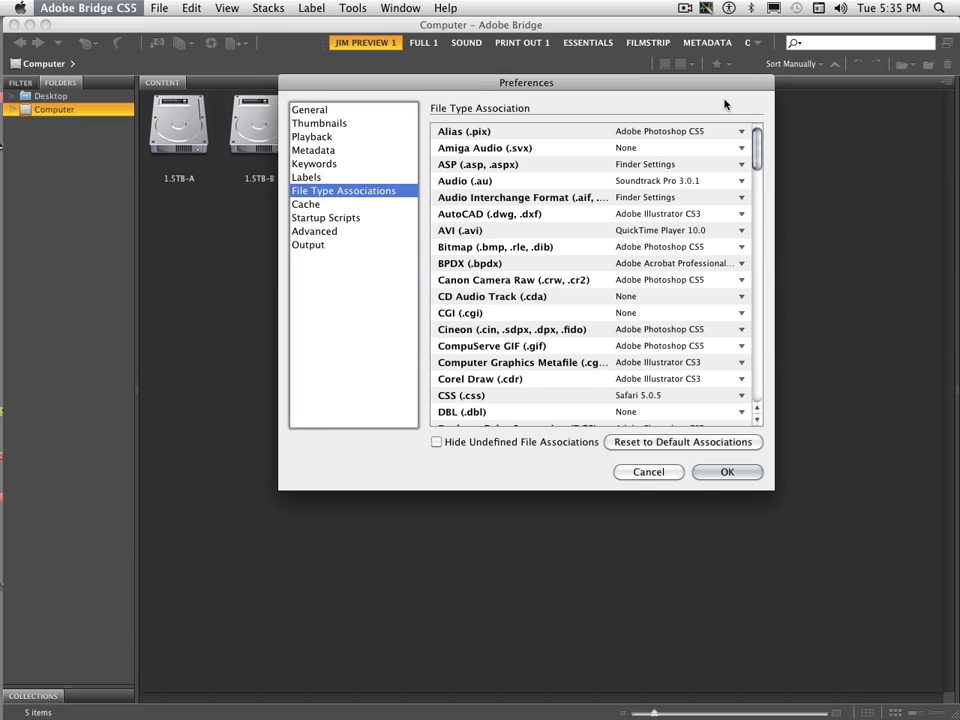 Adobe Bridge CS5 File Edit View Stacks Label Tools Window Help Tue 5:35 PM
Computer – Adobe Bridge
JIM PREVIEW 1 FULL 1 SOUND PRINT OUT 1 ESSENTIALS FILMSTRIP METADATA C
Computer Sort Manually
FILTER FOLDERS CONTENT
Desktop
Computer
1.5TB-A 1.5TB-B
Preferences
General
Thumbnails
Playback
Metadata
Keywords
Labels
File Type Associations
Cache
Startup Scripts
Advanced
Output
File Type Association
Alias (.pix) Adobe Photoshop CS5
Amiga Audio (.svx) None
ASP (.asp, .aspx) Finder Settings
Audio (.au) Soundtrack Pro 3.0.1
Audio Interchange Format (.aif, .... Finder Settings
AutoCAD (.dwg, .dxf) Adobe Illustrator CS3
AVI (.avi) QuickTime Player 10.0
Bitmap (.bmp, .rle, .dib) Adobe Photoshop CS5
BPDX (.bpdx) Adobe Acrobat Professional...
Canon Camera Raw (.crw, .cr2) Adobe Photoshop CS5
CD Audio Track (.cda) None
CGI (.cgi) None
Cineon (.cin, .sdpx, .dpx, .fido) Adobe Photoshop CS5
CompuServe GIF (.gif) Adobe Photoshop CS5
Computer Graphics Metafile (.cg... Adobe Illustrator CS3
Corel Draw (.cdr) Adobe Illustrator CS3
CSS (.css) Safari 5.0.5
DBL (.dbl) None
Hide Undefined File Associations Reset to Default Associations
Cancel OK
COLLECTIONS
5 items